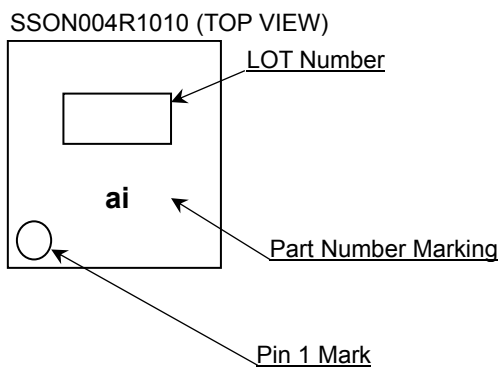 SSON004R1010 (TOP VIEW)
LOT Number
ai
Part Number Marking
Pin 1 Mark